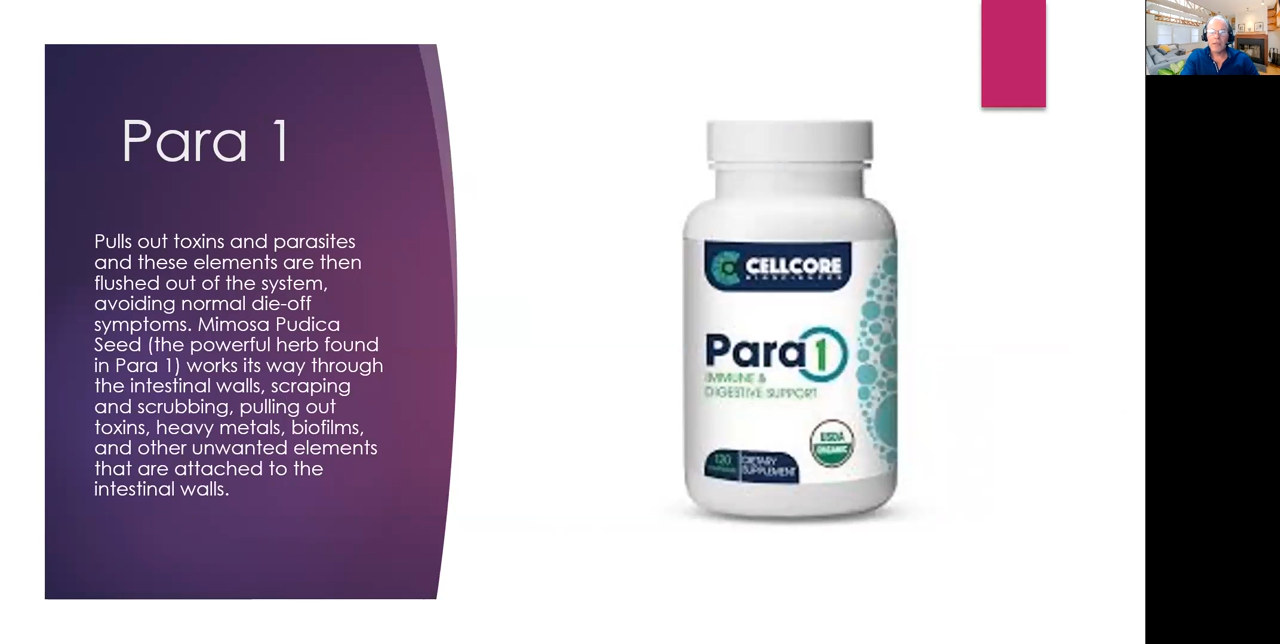 Para 1
Pulls out toxins and parasites
and these elements are then
flushed out of the system,
avoiding normal die-off
symptoms. Mimosa Pudica
Seed (the powerful herb found
in Para 1) works its way through
the intestinal walls, scraping
and scrubbing, pulling out
toxins, heavy metals, biofilms,
and other unwanted elements
that are attached to the
intestinal walls.
CELLCORE
BIOSCIENCES
Para 1
IMMUNE &
DIGESTIVE SUPPORT
USDA
ORGANIC
120
DIETARY
SUPPLEMENT